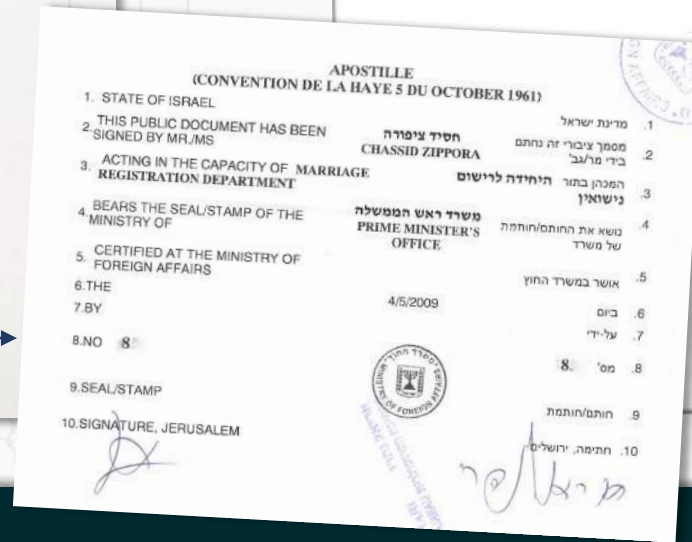 APOSTILLE
(CONVENTION DE LA HAYE 5 DU OCTOBER 1961)
1. STATE OF ISRAEL
מדינת ישראל .1
2. THIS PUBLIC DOCUMENT HAS BEEN SIGNED BY MR./MS
חסיד ציפורה
CHASSID ZIPPORA
מסמך ציבורי זה נחתם .2
בידי מר/גב'
3. ACTING IN THE CAPACITY OF MARRIAGE
REGISTRATION DEPARTMENT
המכהן בתור היחידה לרישום .3
נישואין
4. BEARS THE SEAL/STAMP OF THE
MINISTRY OF
משרד ראש הממשלה
PRIME MINISTER'S
OFFICE
נושא את החותם/חותמת .4
של משרד
5. CERTIFIED AT THE MINISTRY OF
FOREIGN AFFAIRS
אושר במשרד החוץ .5
6.THE
4/5/2009
ביום .6
7.BY
על-ידי .7
8.NO 8
8. מס' .8
משרד החוץ
MINISTRY OF FOREIGN AFFAIRS
9.SEAL/STAMP
חותם/חותמת .9
10.SIGNATURE, JERUSALEM
חתימה, ירושלים .10